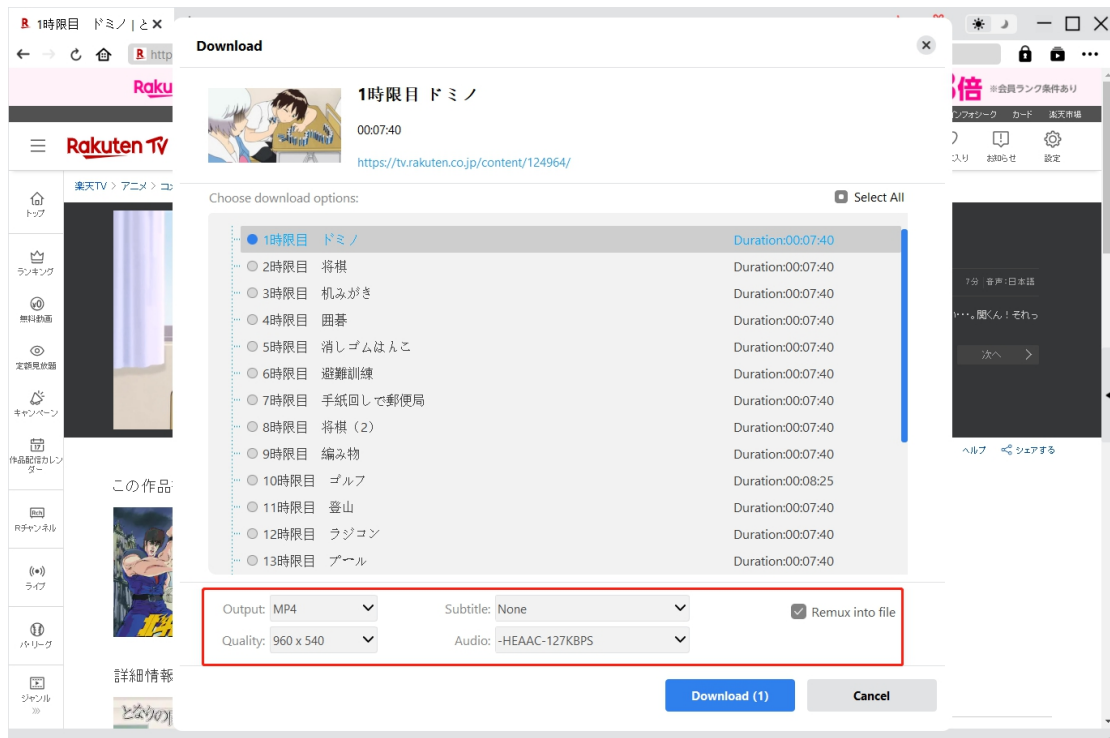 R 1時限目 ドミノ | と
http
Download
Raku
倍 ※会員ランク条件あり
1時限目 ドミノ
00:07:40
https://tv.rakuten.co.jp/content/124964/
インフォシーク カード 楽天市場
Rakuten TV
お知らせ 設定
楽天TV > アニメ > コ
Choose download options:
Select All
トップ
1時限目 ドミノ Duration:00:07:40
2時限目 将棋 Duration:00:07:40
ランキング
3時限目 机みがき Duration:00:07:40
7分 音声:日本語
¥0
無料動画
4時限目 囲碁 Duration:00:07:40
い・・・。関くん!それっ
5時限目 消しゴムはんこ Duration:00:07:40
次へ
定額見放題
6時限目 避難訓練 Duration:00:07:40
7時限目 手紙回しで郵便局 Duration:00:07:40
キャンペーン
8時限目 将棋(2) Duration:00:07:40
17
作品配信カレンダー
9時限目 編み物 Duration:00:07:40
ヘルプ シェアする
この作品
10時限目 ゴルフ Duration:00:08:25
11時限目 登山 Duration:00:07:40
Rch
Rチャンネル
12時限目 ラジコン Duration:00:07:40
13時限目 プール Duration:00:07:40
ライブ
Output: MP4 Subtitle: None Remux into file
Quality: 960 x 540 Audio: -HEAAC-127KBPS
パ・リーグ
詳細情報
ジャンル
Download (1) Cancel
となりの